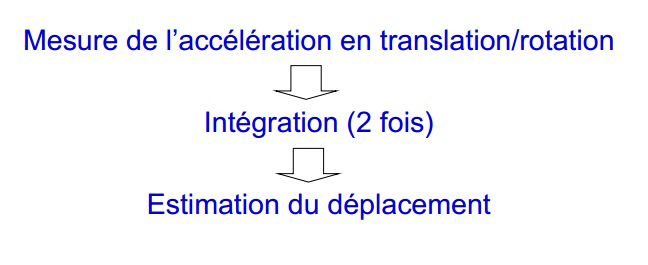 Mesure de l'accélération en translation/rotation
Intégration (2 fois)
Estimation du déplacement